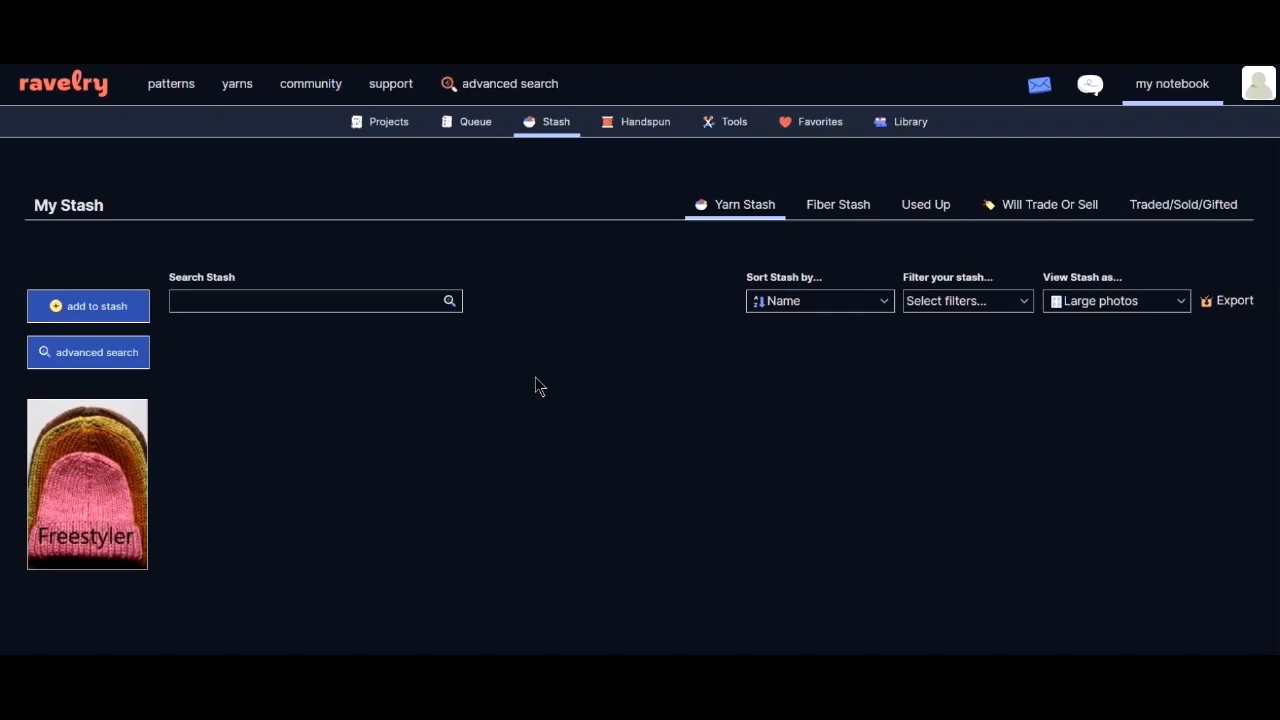 ravelry patterns yarns community support advanced search my notebook
Projects Queue Stash Handspun Tools Favorites Library
My Stash Yarn Stash Fiber Stash Used Up Will Trade Or Sell Traded/Sold/Gifted
Search Stash Sort Stash by... Filter your stash... View Stash as...
add to stash Name Select filters... Large photos Export
advanced search
Freestyler